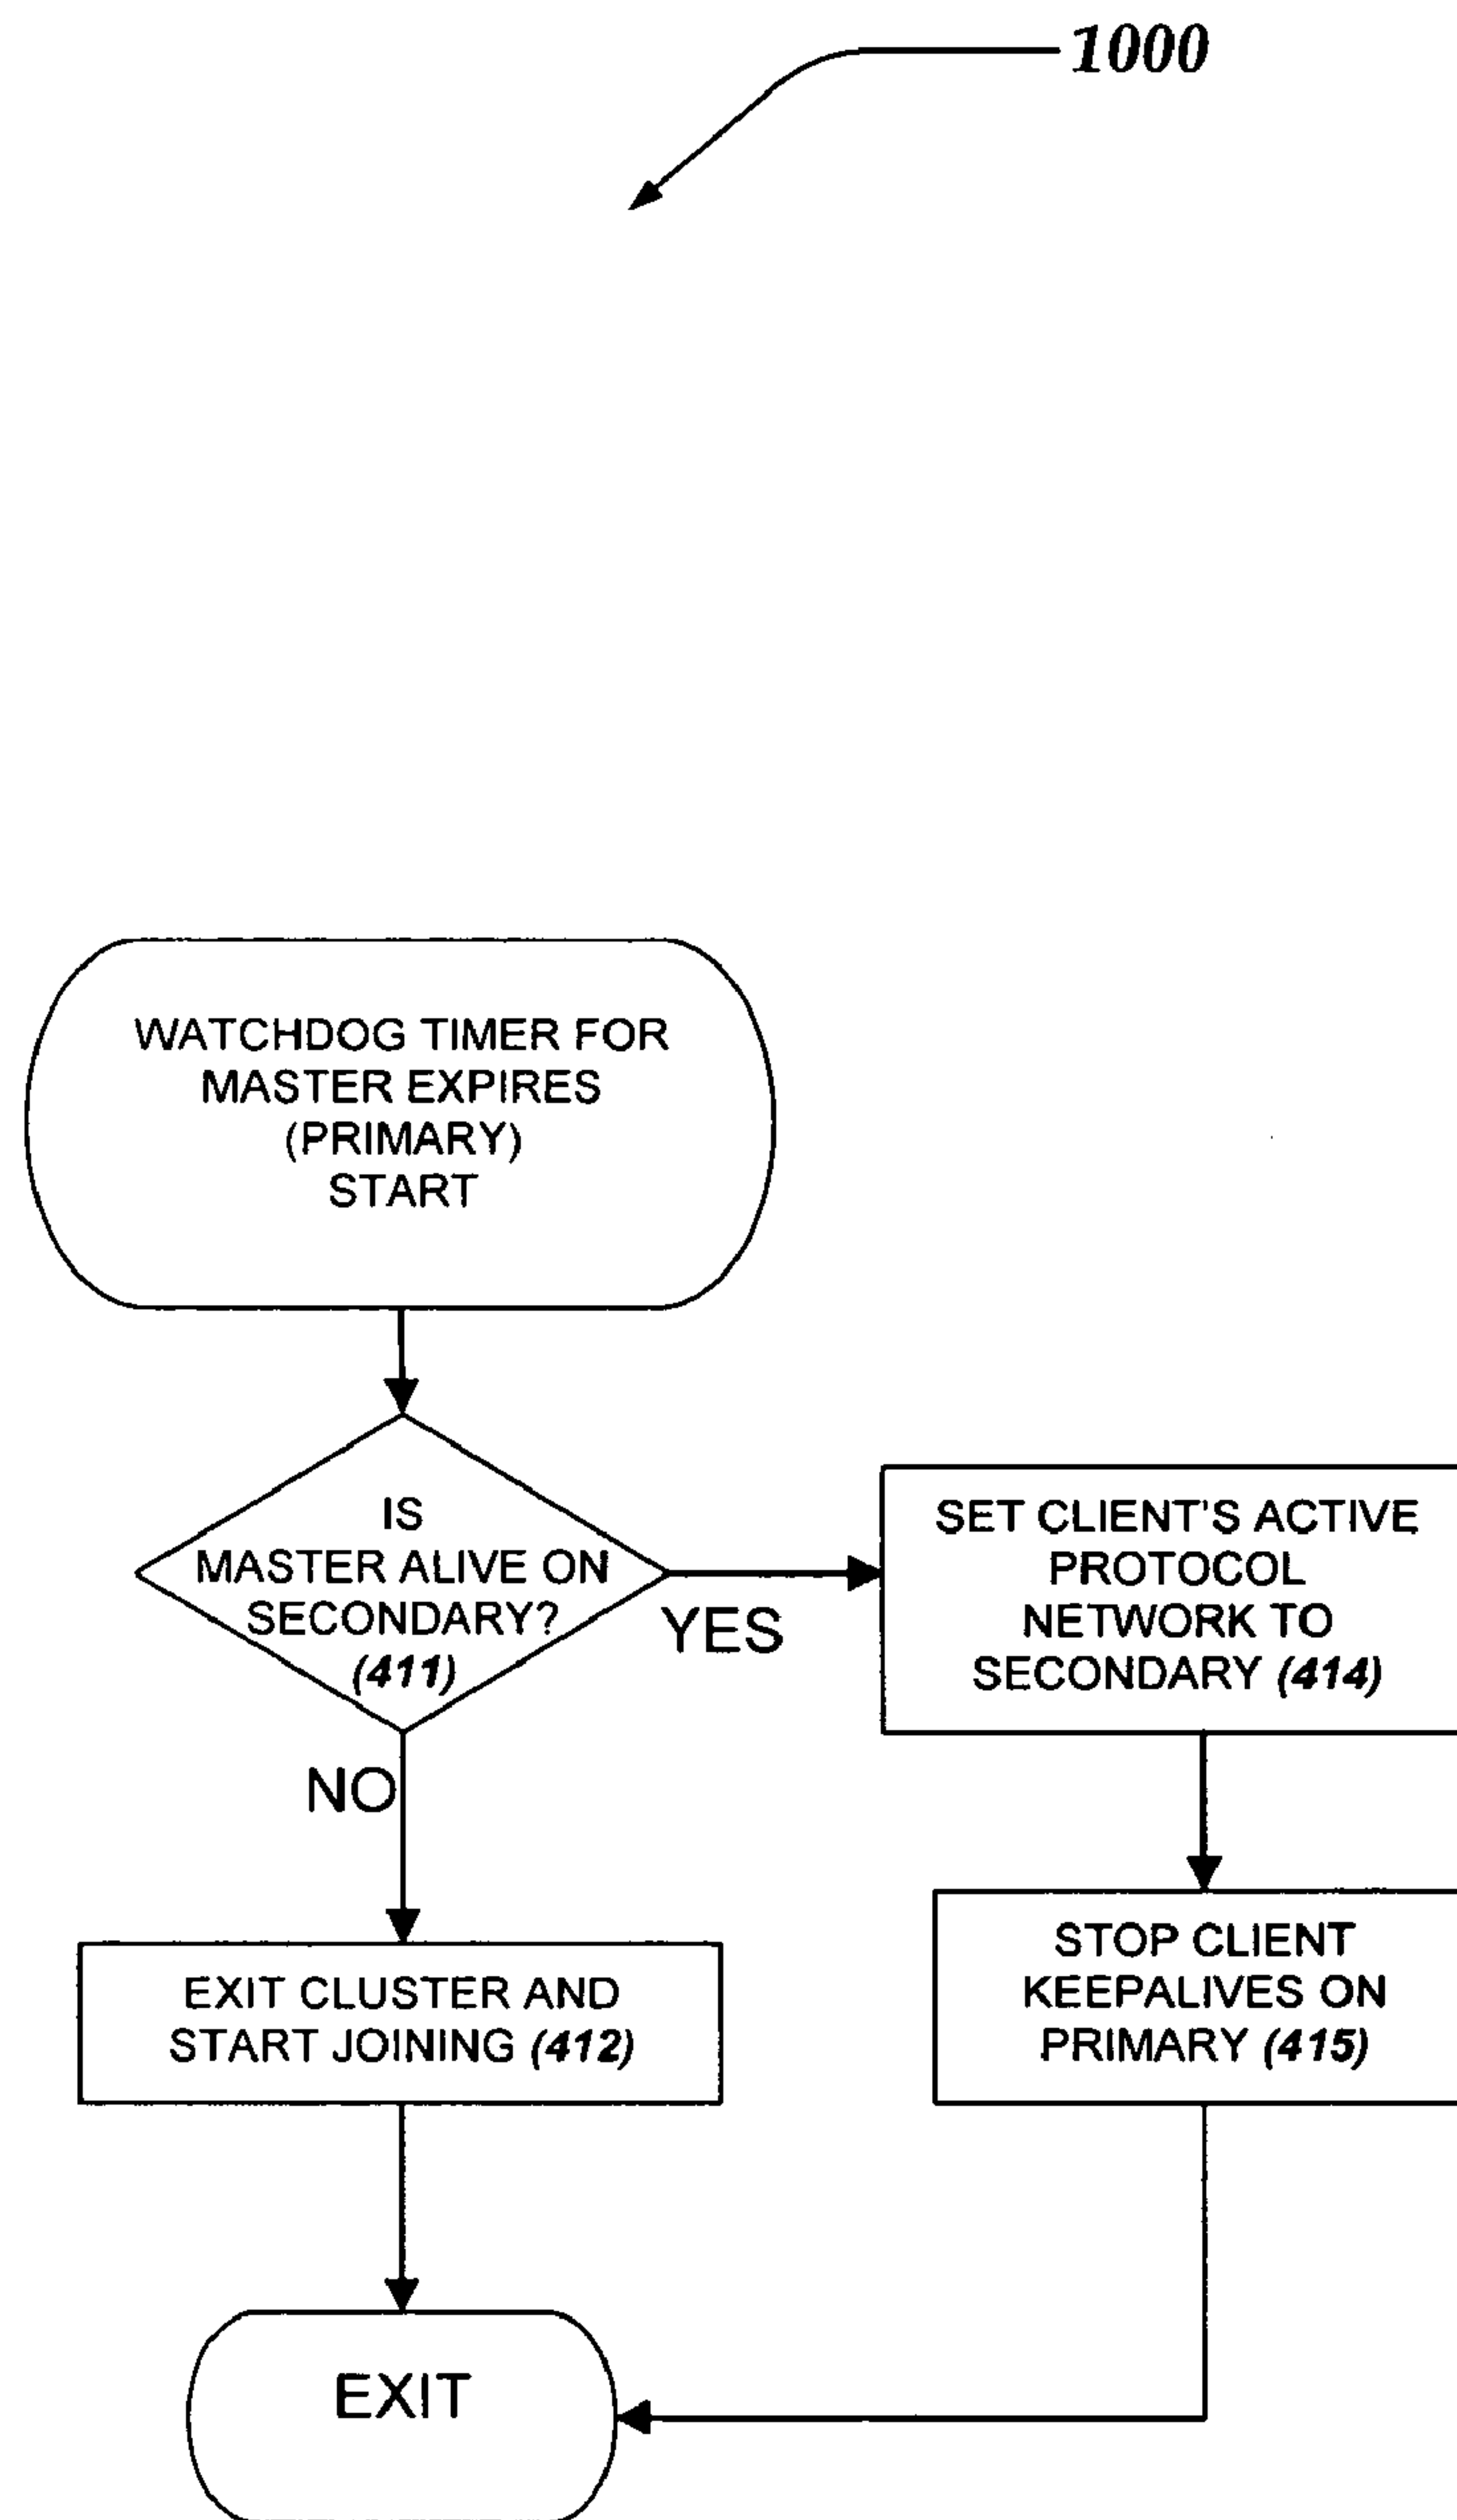 1000
WATCHDOG TIMER FOR
MASTER EXPIRES
(PRIMARY)
START
IS
MASTER ALIVE ON
SECONDARY?
(411)
YES
SET CLIENT'S ACTIVE
PROTOCOL
NETWORK TO
SECONDARY (414)
NO
STOP CLIENT
KEEPALIVES ON
PRIMARY (415)
EXIT CLUSTER AND
START JOINING (412)
EXIT